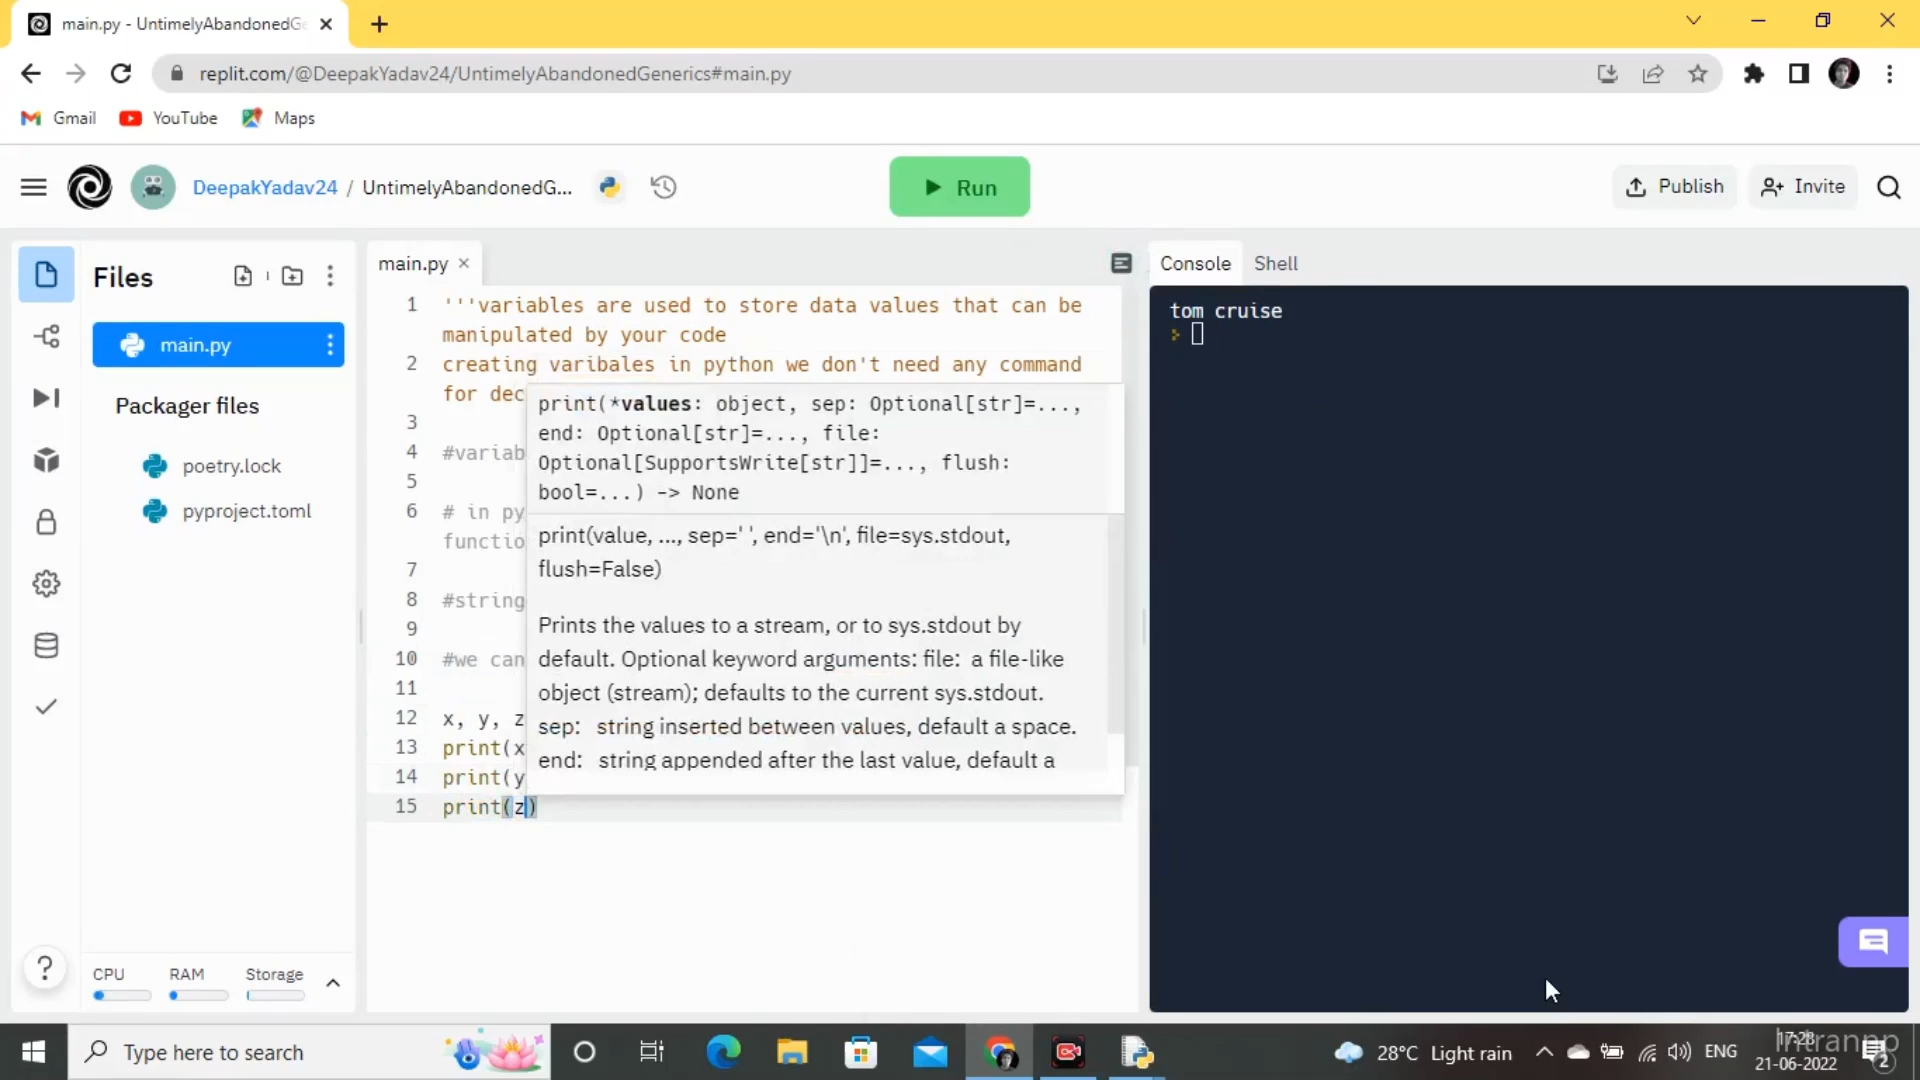 main.py - UntimelyAbandonedGe
replit.com/@DeepakYadav24/UntimelyAbandonedGenerics#main.py
Gmail YouTube Maps
DeepakYadav24 / UntimelyAbandonedG...
Run
Publish
Invite
Files
main.py
Packager files
poetry.lock
pyproject.toml
CPU RAM Storage
main.py
1 '''variables are used to store data values that can be
manipulated by your code
2 creating varibales in python we don't need any command
for dec
3
4 #variab
5
6 # in py
functio
7
8 #string
9
10 #we can
11
12 x, y, z
13 print(x
14 print(y
15 print(z)
print(*values: object, sep: Optional[str]=...,
end: Optional[str]=..., file:
Optional[SupportsWrite[str]]=..., flush:
bool=...) -> None
print(value, ..., sep=' ', end='\n', file=sys.stdout,
flush=False)
Prints the values to a stream, or to sys.stdout by
default. Optional keyword arguments: file: a file-like
object (stream); defaults to the current sys.stdout.
sep: string inserted between values, default a space.
end: string appended after the last value, default a
Console Shell
tom cruise
Type here to search
28°C Light rain
ENG
17:28
21-06-2022
2